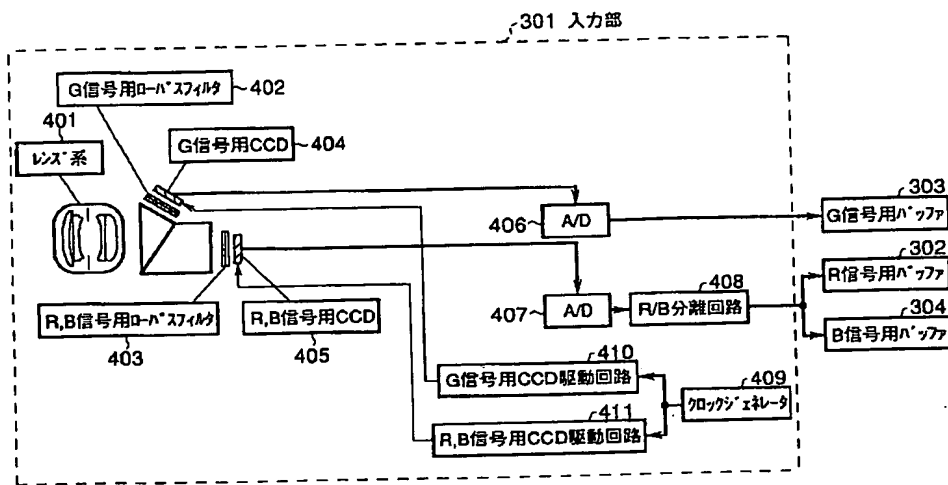 301 入力部
G信号用ローパスフィルタ 402
401
レンズ系
G信号用CCD 404
303
406 A/D
G信号用バッファ
302
408
R信号用バッファ
R,B信号用ローパスフィルタ
R,B信号用CCD
407 A/D
R/B分離回路
304
403
405
B信号用バッファ
410
409
G信号用CCD駆動回路
クロックジェネレータ
411
R,B信号用CCD駆動回路